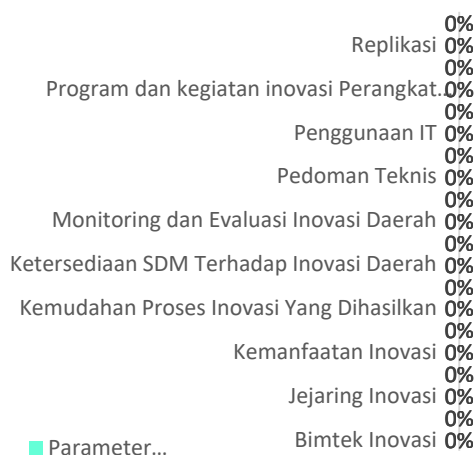 0%
Replikasi 0%
0%
Program dan kegiatan inovasi Perangkat… 0%
0%
Penggunaan IT 0%
0%
Pedoman Teknis 0%
0%
Monitoring dan Evaluasi Inovasi Daerah 0%
0%
Ketersediaan SDM Terhadap Inovasi Daerah 0%
0%
Kemudahan Proses Inovasi Yang Dihasilkan 0%
0%
Kemanfaatan Inovasi 0%
0%
Jejaring Inovasi 0%
0%
Bimtek Inovasi 0%
Parameter…